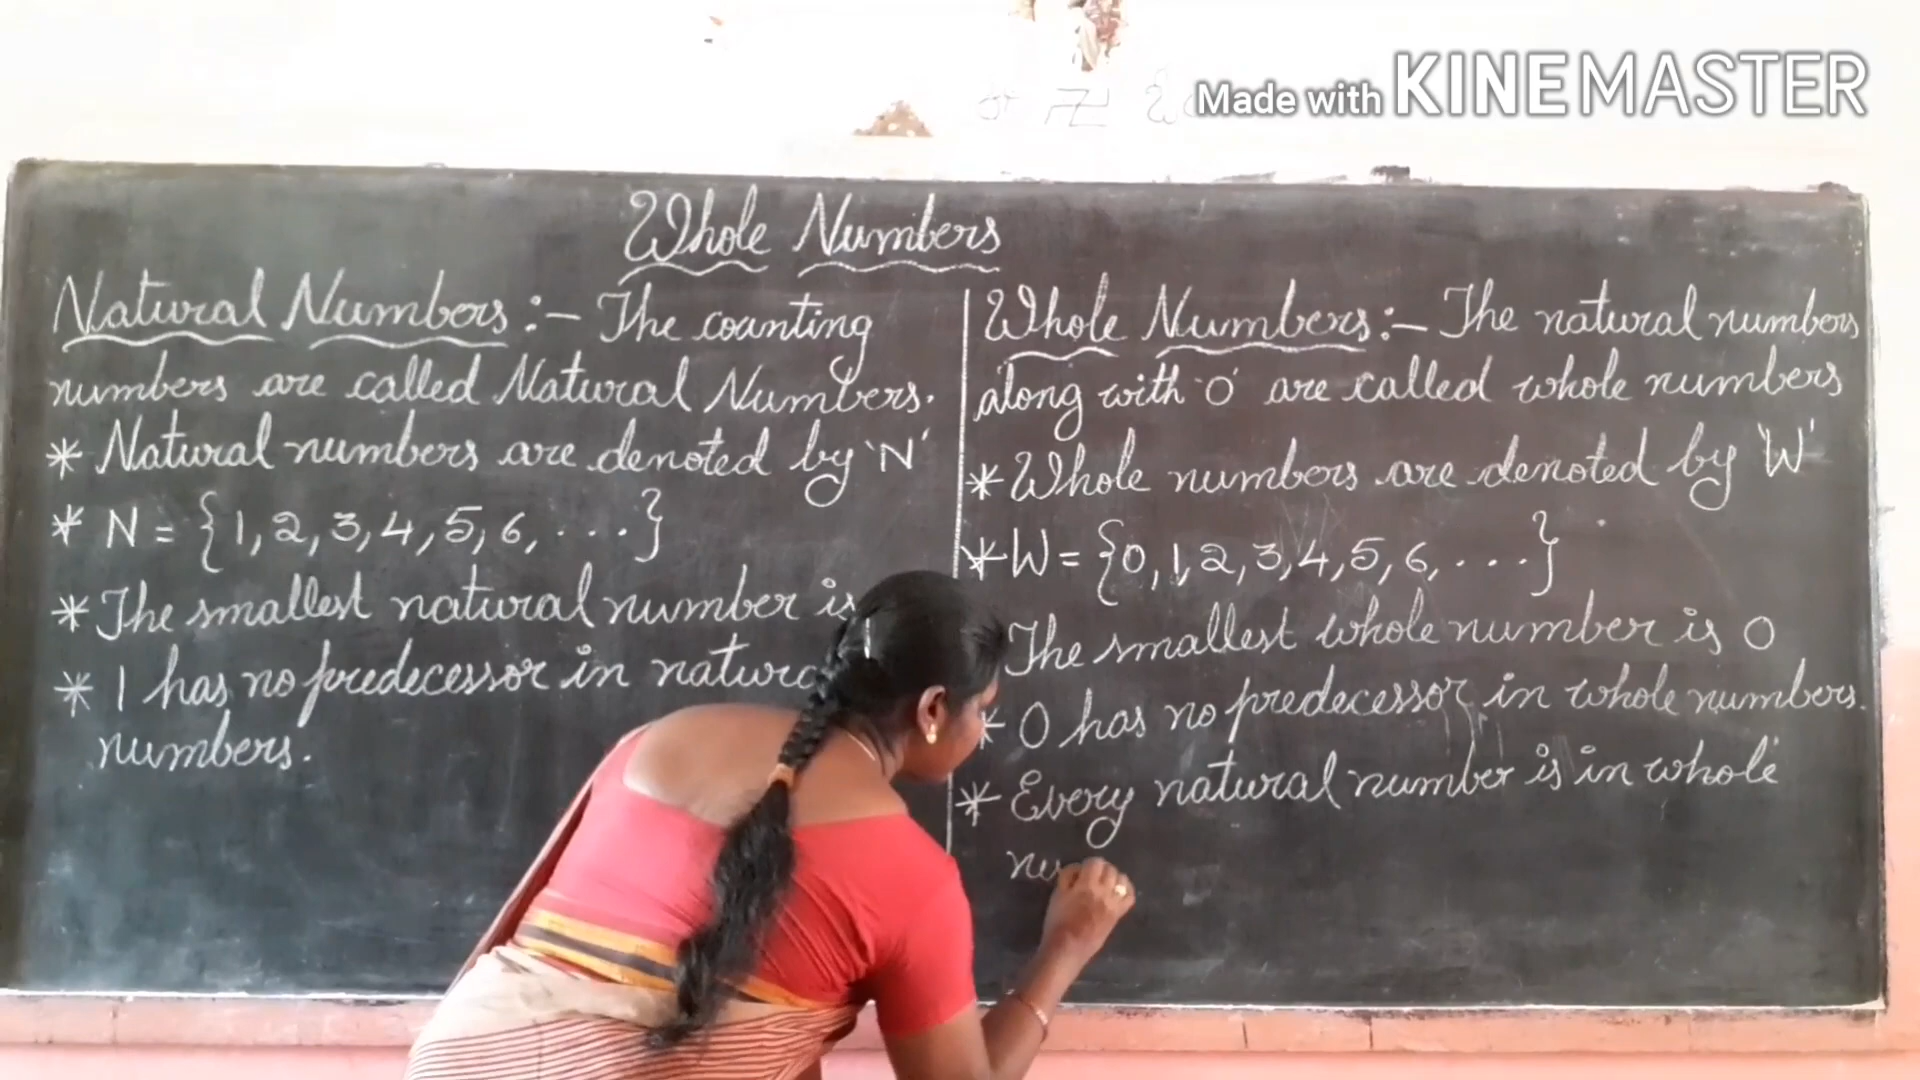 Made with KINEMASTER
Whole Numbers
Natural Numbers :- The counting
numbers are called Natural Numbers.
* Natural numbers are denoted by 'N'
* N = {1, 2, 3, 4, 5, 6, ....}
* The smallest natural number is
* 1 has no predecessor in
numbers.
Whole Numbers :- The natural numbers
along with '0' are called whole numbers
* Whole numbers are denoted by 'W'
* W = {0, 1, 2, 3, 4, 5, 6, ....}
The smallest whole number is 0
* 0 has no predecessor in whole numbers.
* Every natural number is in whole